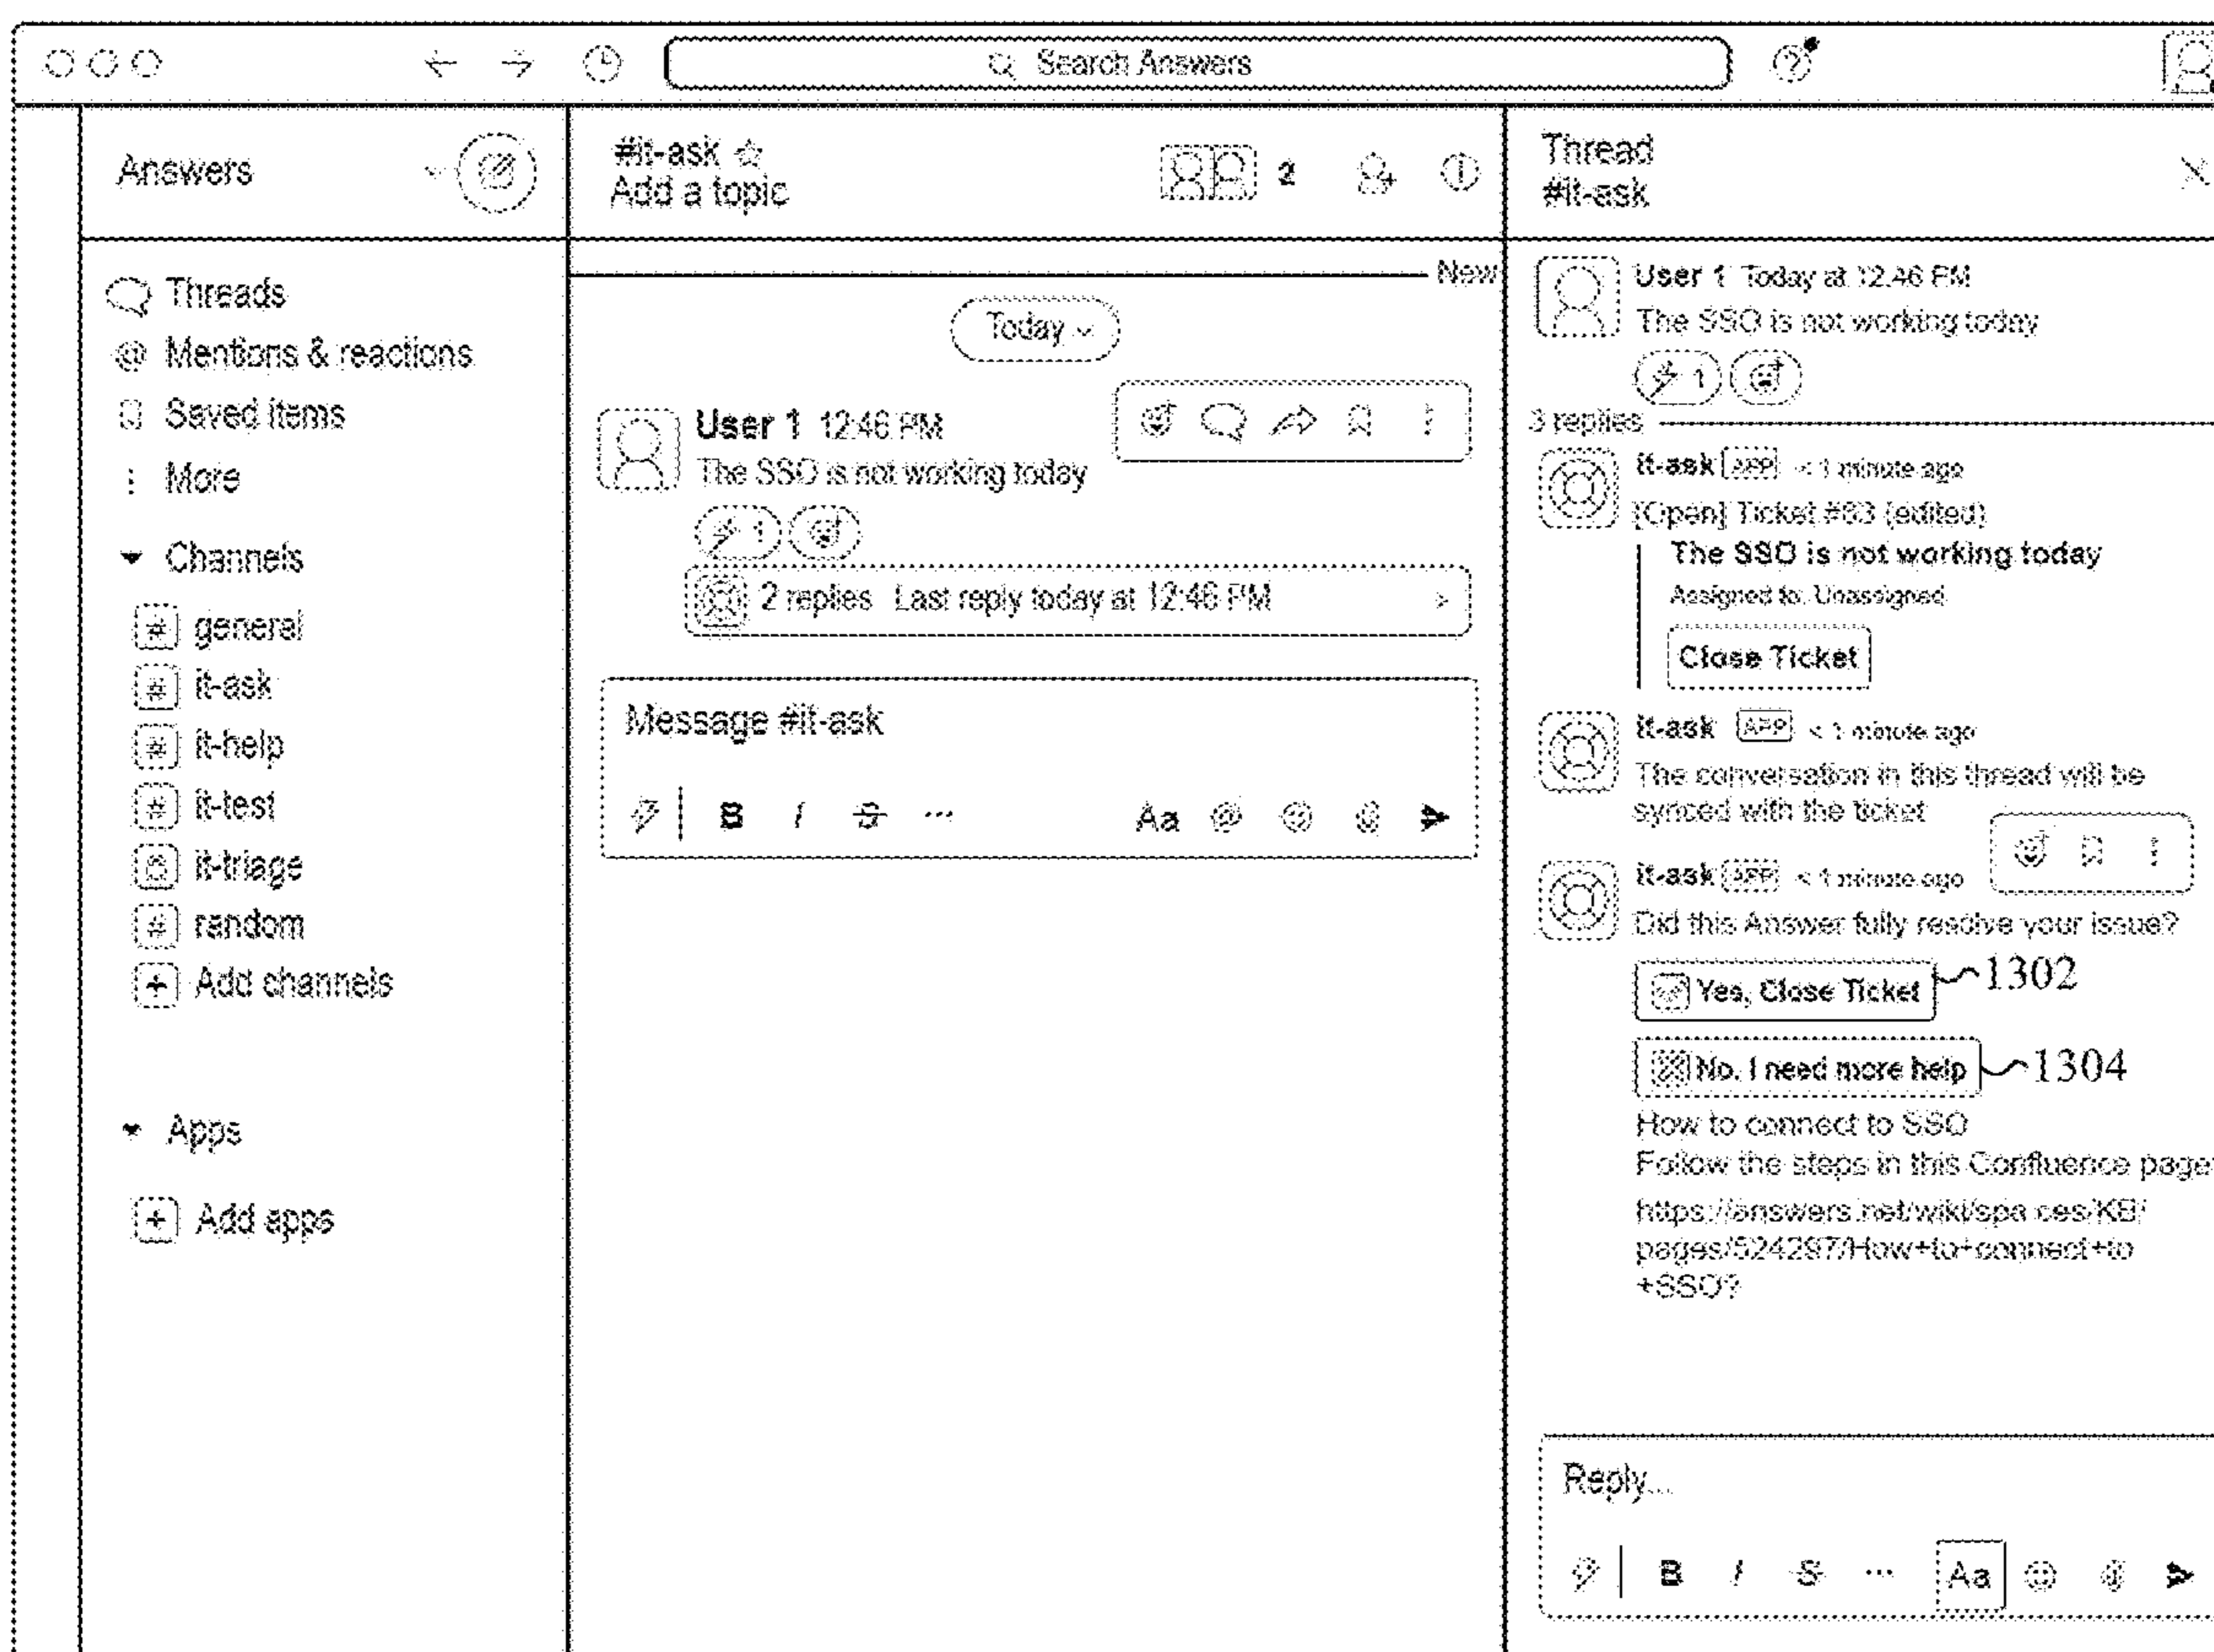 Search Answers
Answers
Threads
@ Mentions & reactions
Saved items
More
Channels
# general
# it-ask
# it-help
# it-test
it-triage
# random
+ Add channels
Apps
+ Add apps
#it-ask
Add a topic
2
New
Today
User 1 12:46 PM
The SSO is not working today
1
2 replies Last reply today at 12:46 PM
>
Message #it-ask
B I S ... Aa @
Thread
#it-ask
User 1 Today at 12:46 PM
The SSO is not working today
1
3 replies
it-ask APP < 1 minute ago
[Open] Ticket #83 (edited)
The SSO is not working today
Assigned to: Unassigned
Close Ticket
it-ask APP < 1 minute ago
The conversation in this thread will be
synced with the ticket
it-ask APP < 1 minute ago
Did this Answer fully resolve your issue?
Yes, Close Ticket 1302
No, I need more help 1304
How to connect to SSO
Follow the steps in this Confluence page:
https://answers.net/wiki/spa ces/KB/
pages/524297/How+to+connect+to
+SSO?
Reply...
B I S ... Aa